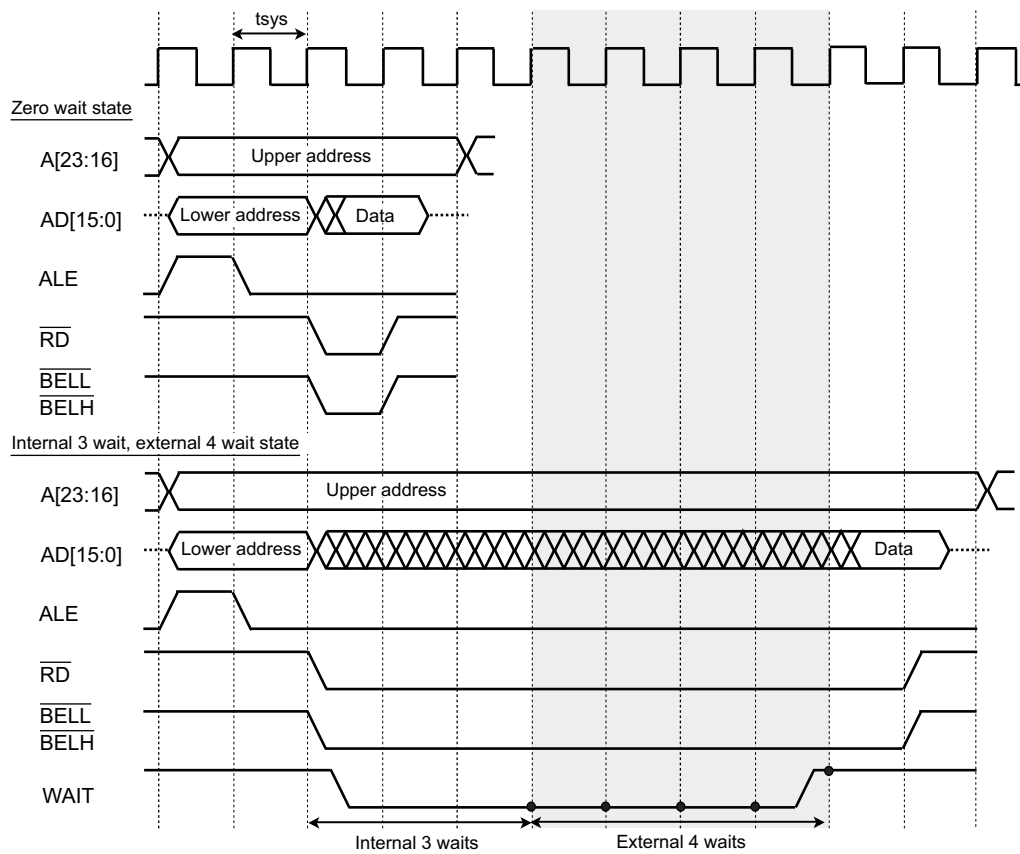 tsys
Zero wait state
A[23:16]
Upper address
AD[15:0]
Lower address
Data
ALE
RD
BELL
BELH
Internal 3 wait, external 4 wait state
A[23:16]
Upper address
AD[15:0]
Lower address
Data
ALE
RD
BELL
BELH
WAIT
Internal 3 waits
External 4 waits